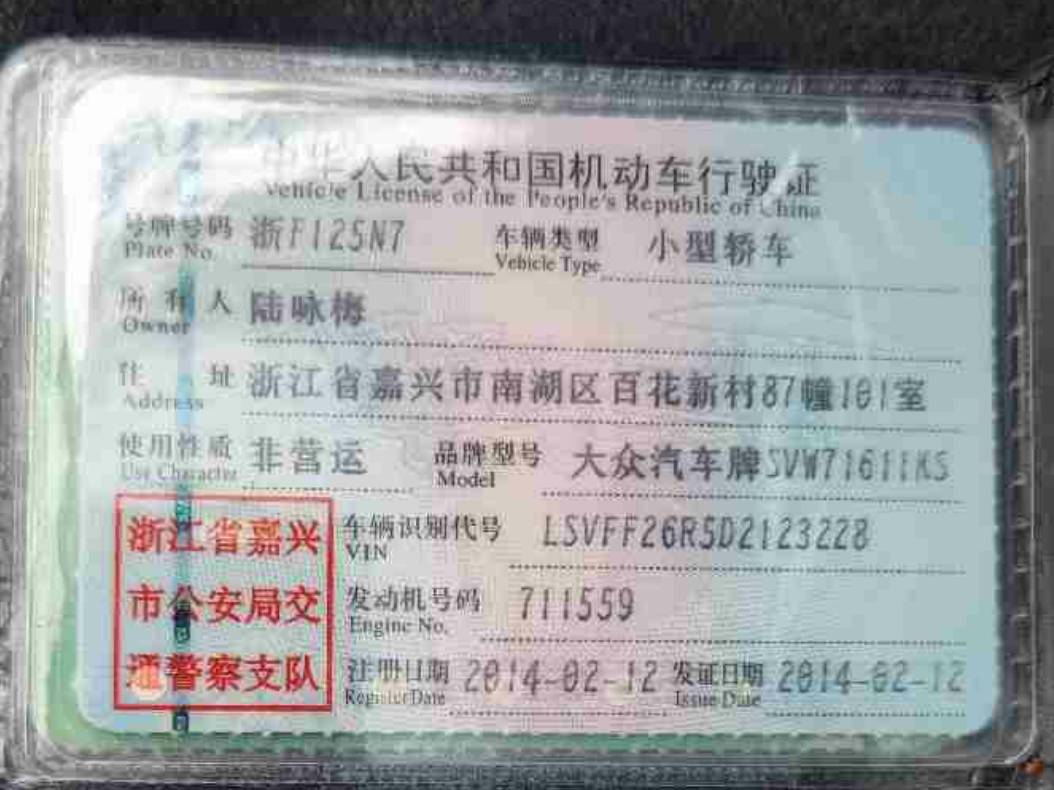 中华人民共和国机动车行驶证
Vehicle License of the People's Republic of China
号牌号码 浙F125N7 车辆类型 小型轿车
Plate No. Vehicle Type
所有人 陆咏梅
Owner
住址 浙江省嘉兴市南湖区百花新村87幢101室
Address
使用性质 非营运 品牌型号 大众汽车牌SVW71611KS
Use Character Model
浙江省嘉兴 车辆识别代号 LSVFF26R5D2123228
VIN
市公安局交 发动机号码 711559
Engine No.
通警察支队 注册日期 2014-02-12 发证日期 2014-02-12
Register Date Issue Date